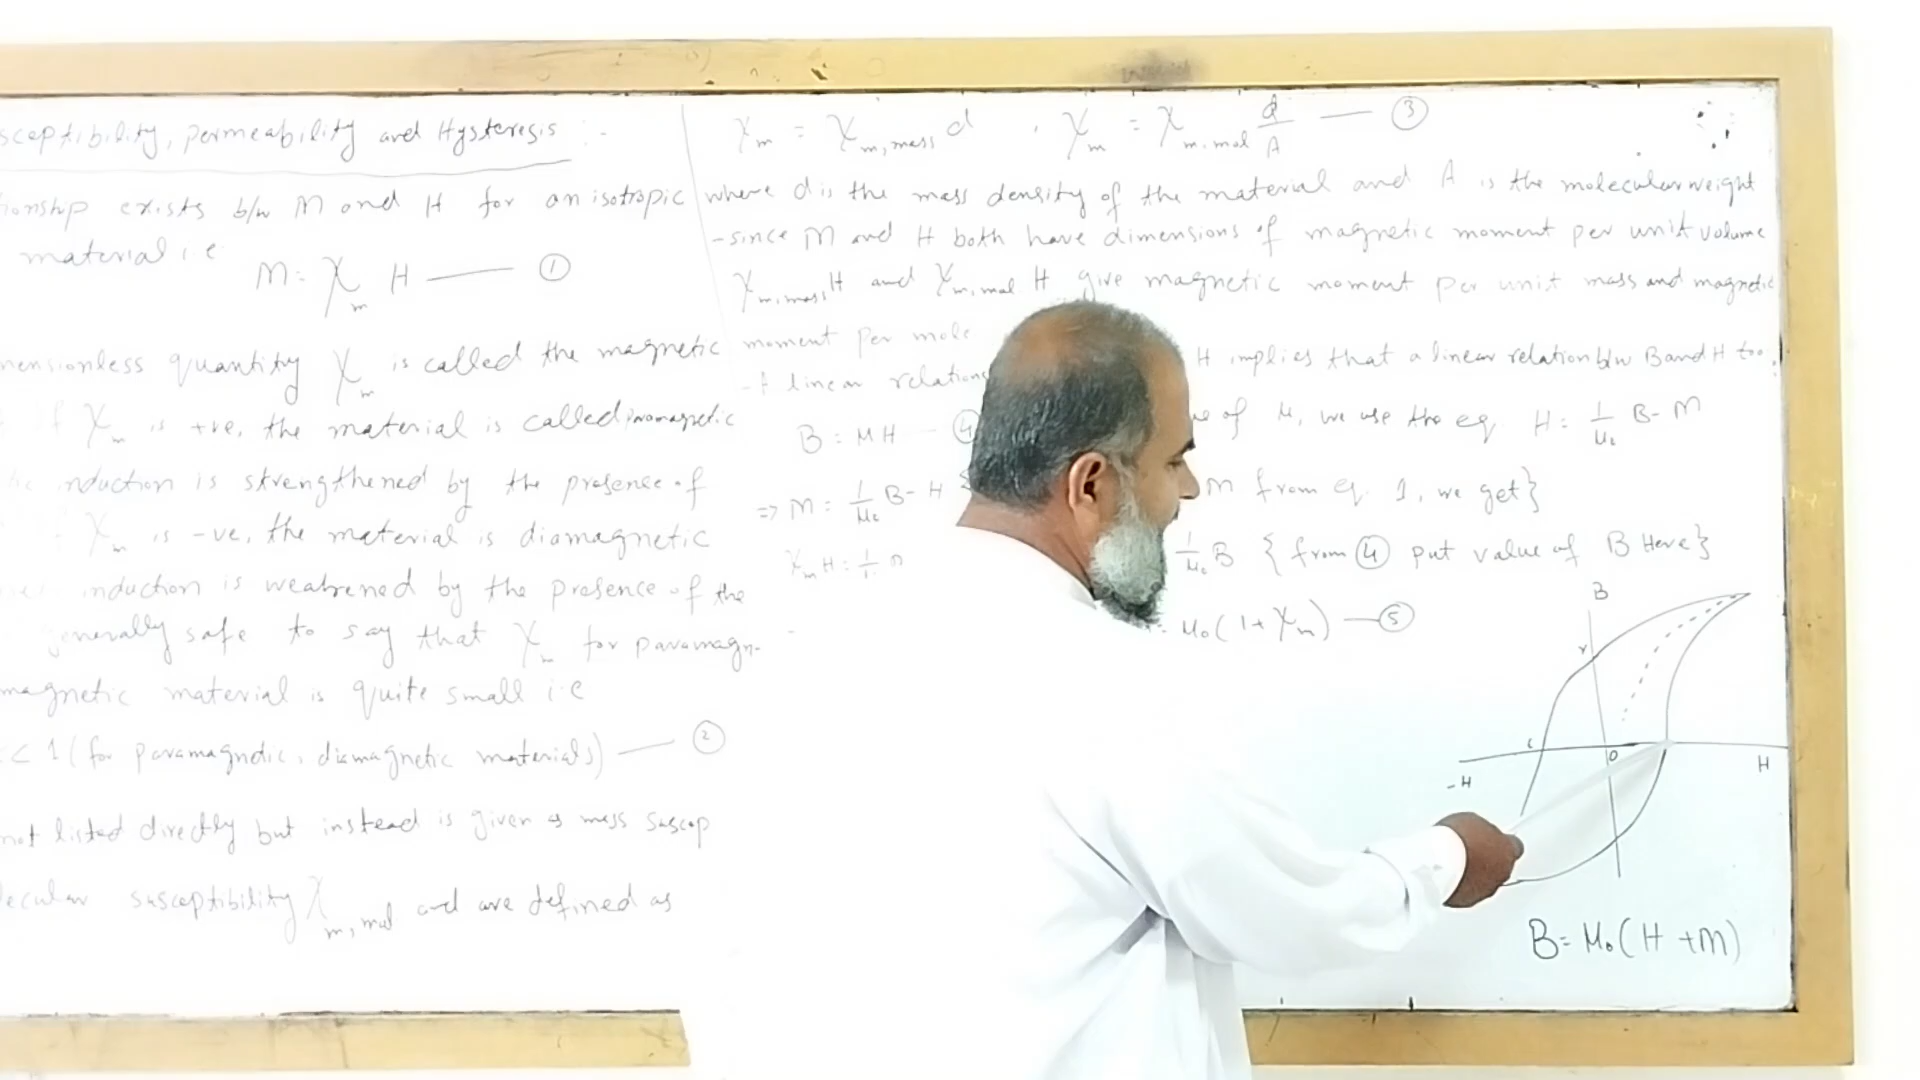 sceptibility, permeability and Hysteresis :-
ionship exists b/w M and H for an isotropic
material i.e
M = χm H —— ①
mensionless quantity χm is called the magnetic
If χm is +ve, the material is called paramagnetic
induction is strengthened by the presence of
χm is -ve, the material is diamagnetic
induction is weakened by the presence of the
generally safe to say that χm for paramagn-
magnetic material is quite small i.e
< 1 (for paramagnetic, diamagnetic materials) —— ②
not listed directly but instead is given as mass suscep
lecular susceptibility χm,mol and are defined as
χm = χm,mass d , χm = χm,mol d/A —— ③
where d is the mass density of the material and A is the molecular weight
- since M and H both have dimensions of magnetic moment per unit volume
χm,mass H and χm,mol H give magnetic moment per unit mass and magnetic
moment per mole
linear relations H implies that a linear relation b/w B and H too.
B = μH — ④ of μ, we use the eq H = 1/μ₀ B - M
=> M = 1/μ₀ B - H { M from eq 1, we get}
χm H = 1/ 1/μ₀ B {from ④ put value of B Here}
= μ₀(1 + χm) — ⑤
B
r
c
O
-H
H
B = μ₀(H + M)